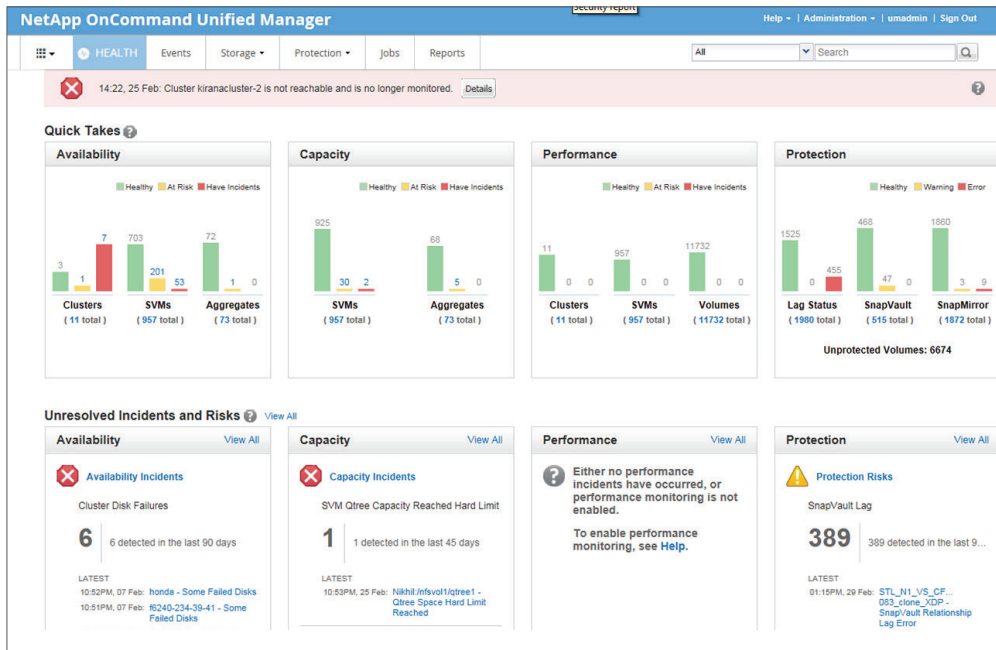 Security report
NetApp OnCommand Unified Manager
Help | Administration | umadmin | Sign Out
HEALTH Events Storage Protection Jobs Reports All Search
14:22, 25 Feb: Cluster kiranacluster-2 is not reachable and is no longer monitored. Details
Quick Takes
Availability
Healthy At Risk Have Incidents
3 1 7 703 201 53 72 1 0
Clusters SVMs Aggregates
( 11 total ) ( 957 total ) ( 73 total )
Capacity
Healthy At Risk Have Incidents
925 30 2 68 5 0
SVMs Aggregates
( 957 total ) ( 73 total )
Performance
Healthy At Risk Have Incidents
11 0 0 957 0 0 11732 0 0
Clusters SVMs Volumes
( 11 total ) ( 957 total ) ( 11732 total )
Protection
Healthy Warning Error
1525 0 455 468 47 0 1860 3 9
Lag Status SnapVault SnapMirror
( 1980 total ) ( 515 total ) ( 1872 total )
Unprotected Volumes: 6674
Unresolved Incidents and Risks View All
Availability View All
Availability Incidents
Cluster Disk Failures
6 6 detected in the last 90 days
LATEST
10:52PM, 07 Feb: honda - Some Failed Disks
10:51PM, 07 Feb: f6240-234-39-41 - Some
Failed Disks
Capacity View All
Capacity Incidents
SVM Qtree Capacity Reached Hard Limit
1 1 detected in the last 45 days
LATEST
10:53PM, 25 Feb: Nikhil:/nfsvol1/qtree1 -
Qtree Space Hard Limit
Reached
Performance View All
Either no performance
incidents have occurred, or
performance monitoring is not
enabled.
To enable performance
monitoring, see Help.
Protection View All
Protection Risks
SnapVault Lag
389 389 detected in the last 9...
LATEST
01:15PM, 29 Feb: STL_N1_VS_CF...
083_clone_XDP -
SnapVault Relationship
Lag Error